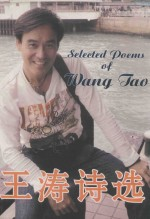 Selected Poems
of
Wang Tao
王涛诗选